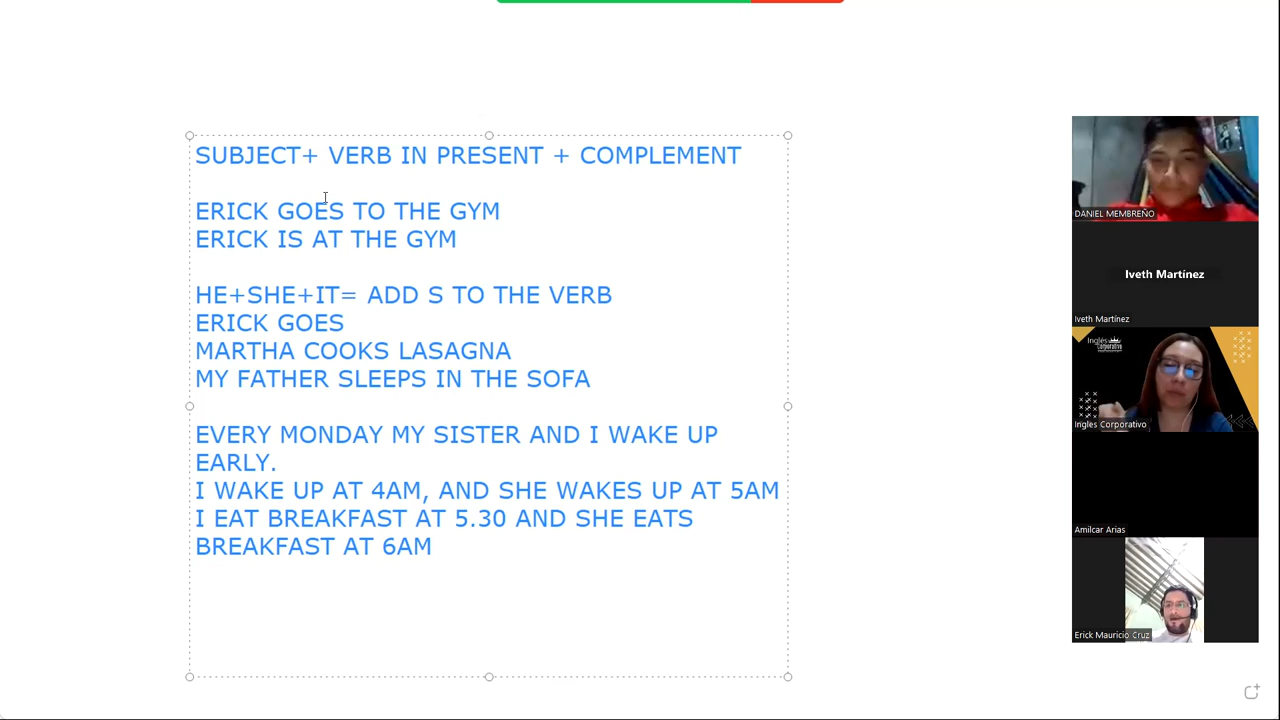 SUBJECT+ VERB IN PRESENT + COMPLEMENT
ERICK GOES TO THE GYM
ERICK IS AT THE GYM
HE+SHE+IT= ADD S TO THE VERB
ERICK GOES
MARTHA COOKS LASAGNA
MY FATHER SLEEPS IN THE SOFA
EVERY MONDAY MY SISTER AND I WAKE UP
EARLY.
I WAKE UP AT 4AM, AND SHE WAKES UP AT 5AM
I EAT BREAKFAST AT 5.30 AND SHE EATS
BREAKFAST AT 6AM
DANIEL MEMBREÑO
Iveth Martínez
Iveth Martínez
Inglés
Corporativo
Ingles Corporativo
Amilcar Arias
Erick Mauricio Cruz